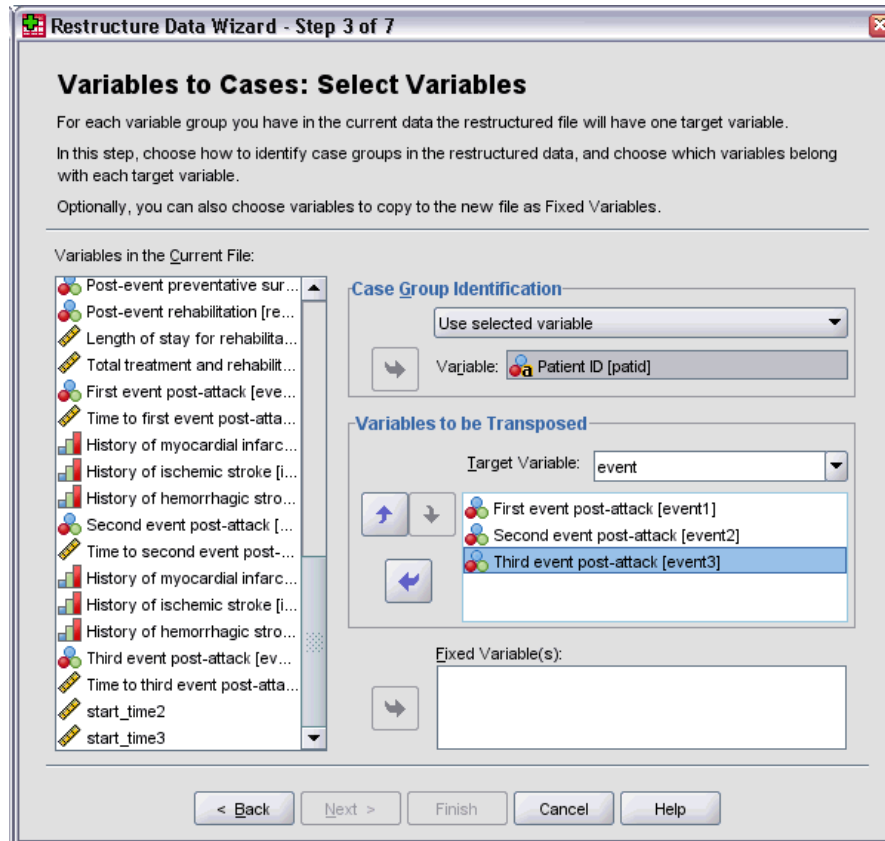 Restructure Data Wizard - Step 3 of 7
Variables to Cases: Select Variables
For each variable group you have in the current data the restructured file will have one target variable.
In this step, choose how to identify case groups in the restructured data, and choose which variables belong
with each target variable.
Optionally, you can also choose variables to copy to the new file as Fixed Variables.
Variables in the Current File:
Post-event preventative sur...
Post-event rehabilitation [re...
Length of stay for rehabilita...
Total treatment and rehabilit...
First event post-attack [eve...
Time to first event post-atta...
History of myocardial infarc...
History of ischemic stroke [i...
History of hemorrhagic stro...
Second event post-attack [...
Time to second event post-...
History of myocardial infarc...
History of ischemic stroke [i...
History of hemorrhagic stro...
Third event post-attack [ev...
Time to third event post-atta...
start_time2
start_time3
Case Group Identification
Use selected variable
Variable: a Patient ID [patid]
Variables to be Transposed
Target Variable: event
First event post-attack [event1]
Second event post-attack [event2]
Third event post-attack [event3]
Fixed Variable(s):
< Back Next > Finish Cancel Help